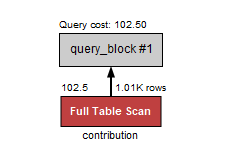 Query cost: 102.50
query_block #1
102.5 1.01K rows
Full Table Scan
contribution